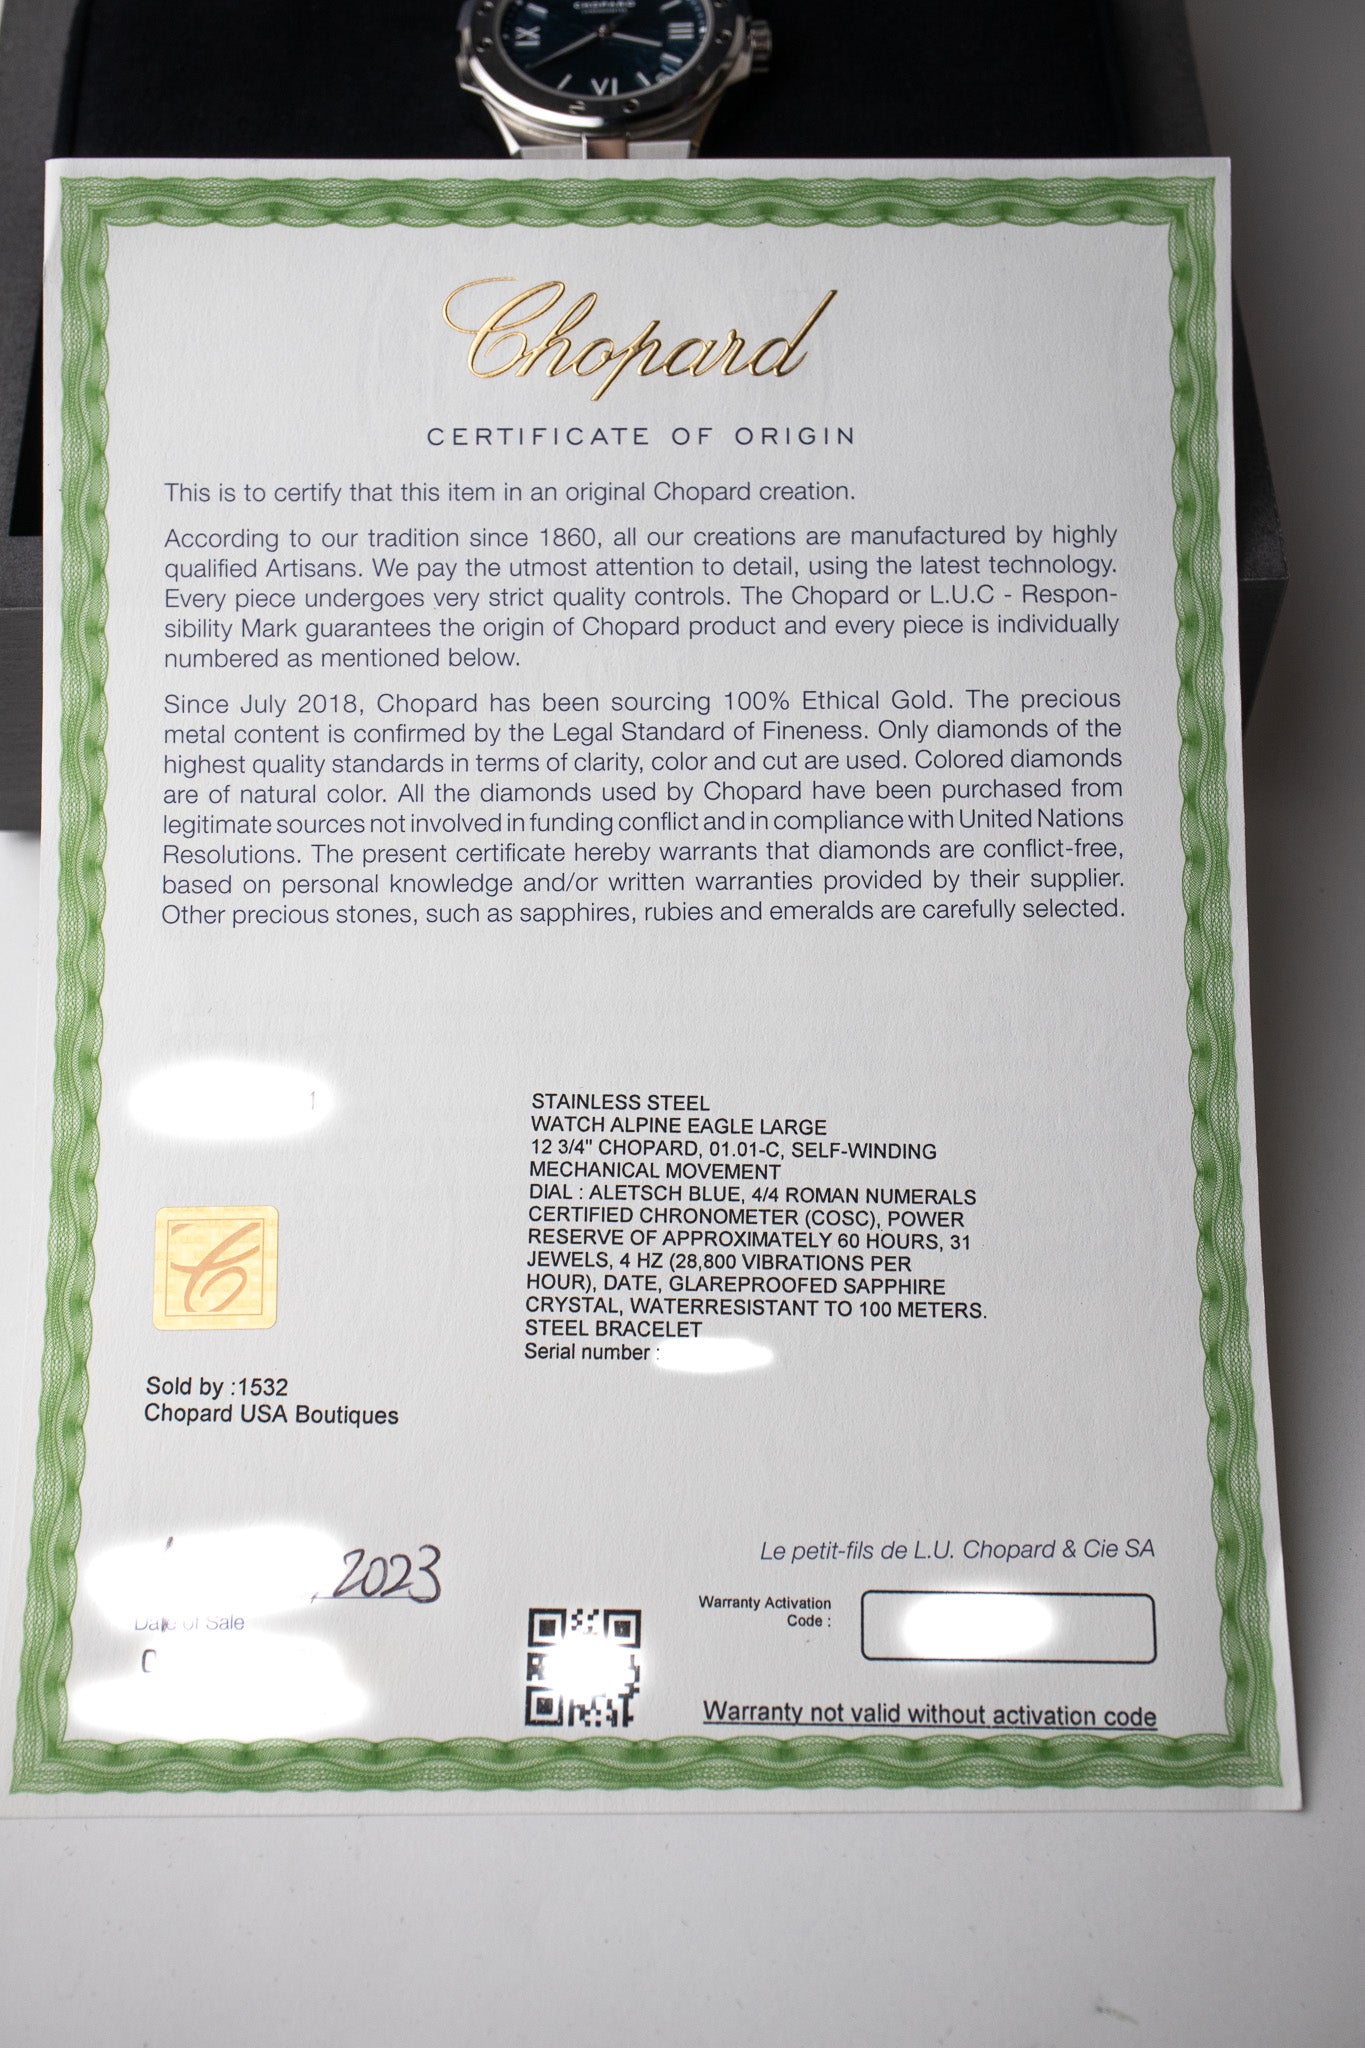 CHOPARD
IX
III
VI
Chopard
CERTIFICATE OF ORIGIN
This is to certify that this item in an original Chopard creation.
According to our tradition since 1860, all our creations are manufactured by highly
qualified Artisans. We pay the utmost attention to detail, using the latest technology.
Every piece undergoes very strict quality controls. The Chopard or L.U.C - Respon-
sibility Mark guarantees the origin of Chopard product and every piece is individually
numbered as mentioned below.
Since July 2018, Chopard has been sourcing 100% Ethical Gold. The precious
metal content is confirmed by the Legal Standard of Fineness. Only diamonds of the
highest quality standards in terms of clarity, color and cut are used. Colored diamonds
are of natural color. All the diamonds used by Chopard have been purchased from
legitimate sources not involved in funding conflict and in compliance with United Nations
Resolutions. The present certificate hereby warrants that diamonds are conflict-free,
based on personal knowledge and/or written warranties provided by their supplier.
Other precious stones, such as sapphires, rubies and emeralds are carefully selected.
1
STAINLESS STEEL
WATCH ALPINE EAGLE LARGE
12 3/4" CHOPARD, 01.01-C, SELF-WINDING
MECHANICAL MOVEMENT
DIAL : ALETSCH BLUE, 4/4 ROMAN NUMERALS
CERTIFIED CHRONOMETER (COSC), POWER
RESERVE OF APPROXIMATELY 60 HOURS, 31
JEWELS, 4 HZ (28,800 VIBRATIONS PER
HOUR), DATE, GLAREPROOFED SAPPHIRE
CRYSTAL, WATERRESISTANT TO 100 METERS.
STEEL BRACELET
Serial number :
Sold by :1532
Chopard USA Boutiques
, 2023
Date of Sale
Le petit-fils de L.U. Chopard & Cie SA
Warranty Activation
Code :
Warranty not valid without activation code